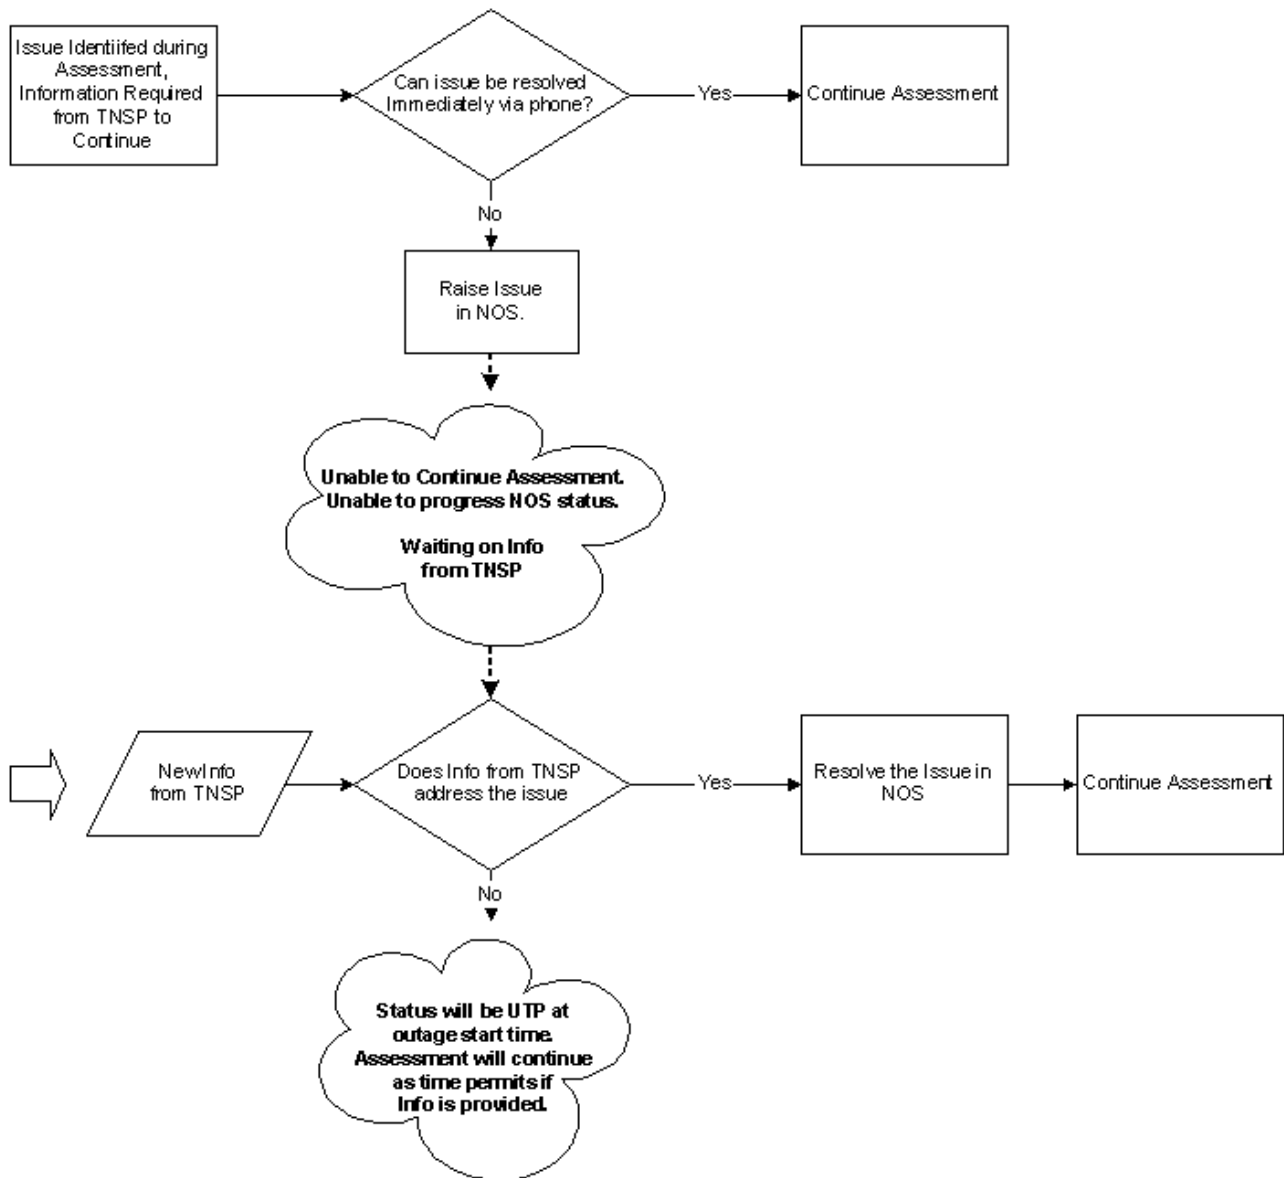 Issue Identiifed during
Assessment,
Information Required
from TNSP to
Continue
Can issue be resolved
Immediately via phone?
Yes
Continue Assessment
No
Raise Issue
in NOS.
Unable to Continue Assessment.
Unable to progress NOS status.
Waiting on Info
from TNSP
New Info
from TNSP
Does Info from TNSP
address the issue
Yes
Resolve the Issue in
NOS
Continue Assessment
No
Status will be UTP at
outage start time.
Assessment will continue
as time permits if
Info is provided.